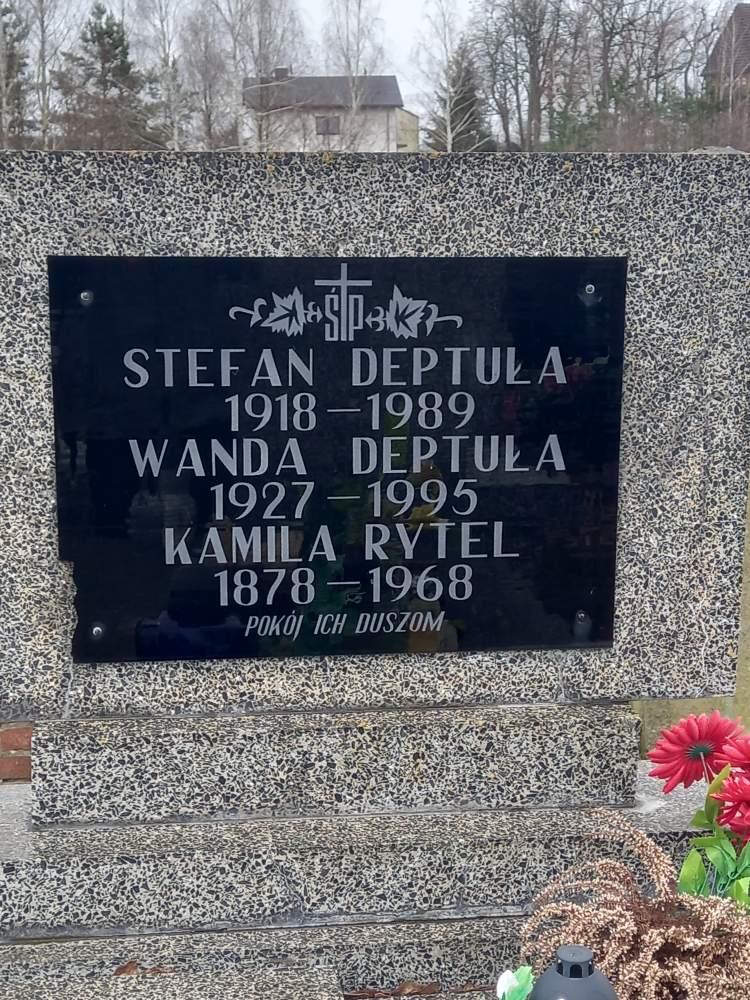 ŚP
STEFAN DEPTUŁA
1918 — 1989
WANDA DEPTUŁA
1927 — 1995
KAMILA RYTEL
1878 — 1968
POKÓJ ICH DUSZOM